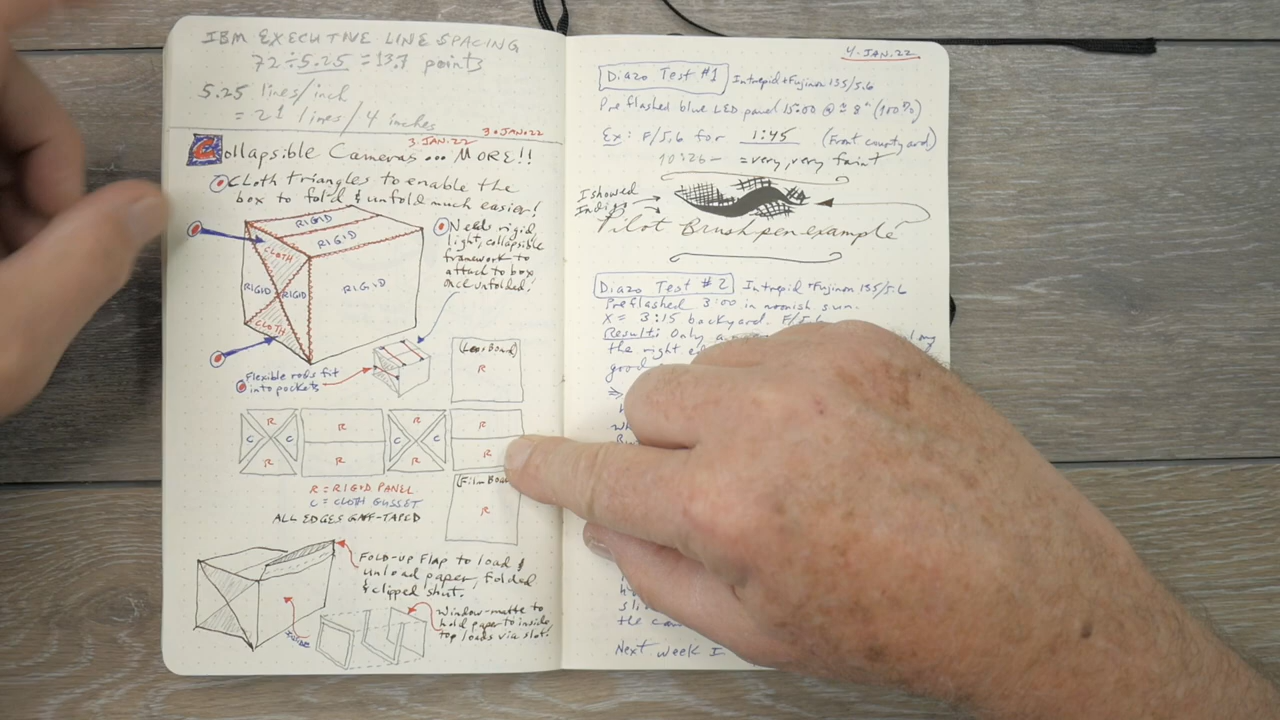 IBM EXECUTIVE LINE SPACING
72 ÷ 5.25 = 13.7 points
5.25 lines/inch
= 21 lines/4 inches
3.JAN.22
3.JAN.22
Collapsible Cameras... MORE!!
Cloth triangles to enable the
box to fold & unfold much easier!
RIGID
RIGID
CLOTH
RIGID
RIGID
RIGID
CLOTH
Needs rigid,
light, collapsible
framework to
attach to box
once unfolded!
Flexible rods fit
into pockets
(Lens Board)
R
R
C
C
R
R
R
R
C
C
R
R
R
(Film Boa
R
R = RIGID PANEL
C = CLOTH GUSSET
ALL EDGES GAFF-TAPED
FOLD-UP FLAP to load &
unload paper, folded
& clipped shut.
INSIDE
Window-matte to
hold paper to inside,
top loads via slot!
4.JAN.22
Diazo Test #1 Intrepid + Fujinon 135/5.6
Preflashed blue LED panel 15:00 @ ≅ 8" (100%)
Ex: F/5.6 for 1:45 (Front courtyard)
10:26– = very, very faint
I showed
Indigo
Pilot Brush pen example
Diazo Test #2 Intrepid + Fujinon 135/5.6
Preflashed 3:00 in noonish sun.
X = 3:15 backyard. F/5.6
Result: Only a
the right ed
good
the cam
Next week I